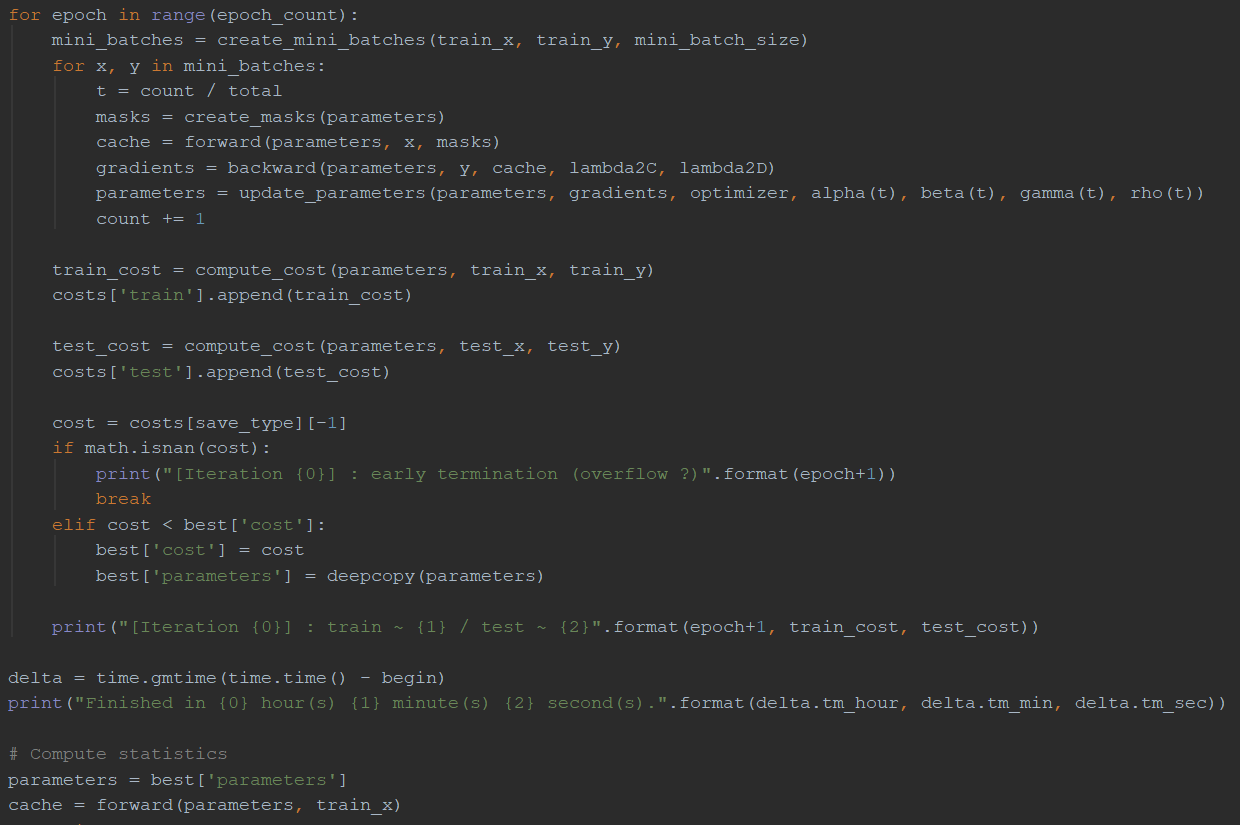 for epoch in range(epoch_count):
    mini_batches = create_mini_batches(train_x, train_y, mini_batch_size)
    for x, y in mini_batches:
        t = count / total
        masks = create_masks(parameters)
        cache = forward(parameters, x, masks)
        gradients = backward(parameters, y, cache, lambda2C, lambda2D)
        parameters = update_parameters(parameters, gradients, optimizer, alpha(t), beta(t), gamma(t), rho(t))
        count += 1

    train_cost = compute_cost(parameters, train_x, train_y)
    costs['train'].append(train_cost)

    test_cost = compute_cost(parameters, test_x, test_y)
    costs['test'].append(test_cost)

    cost = costs[save_type][-1]
    if math.isnan(cost):
        print("[Iteration {0}] : early termination (overflow ?)".format(epoch+1))
        break
    elif cost < best['cost']:
        best['cost'] = cost
        best['parameters'] = deepcopy(parameters)

    print("[Iteration {0}] : train ~ {1} / test ~ {2}".format(epoch+1, train_cost, test_cost))

delta = time.gmtime(time.time() - begin)
print("Finished in {0} hour(s) {1} minute(s) {2} second(s).".format(delta.tm_hour, delta.tm_min, delta.tm_sec))

# Compute statistics
parameters = best['parameters']
cache = forward(parameters, train_x)